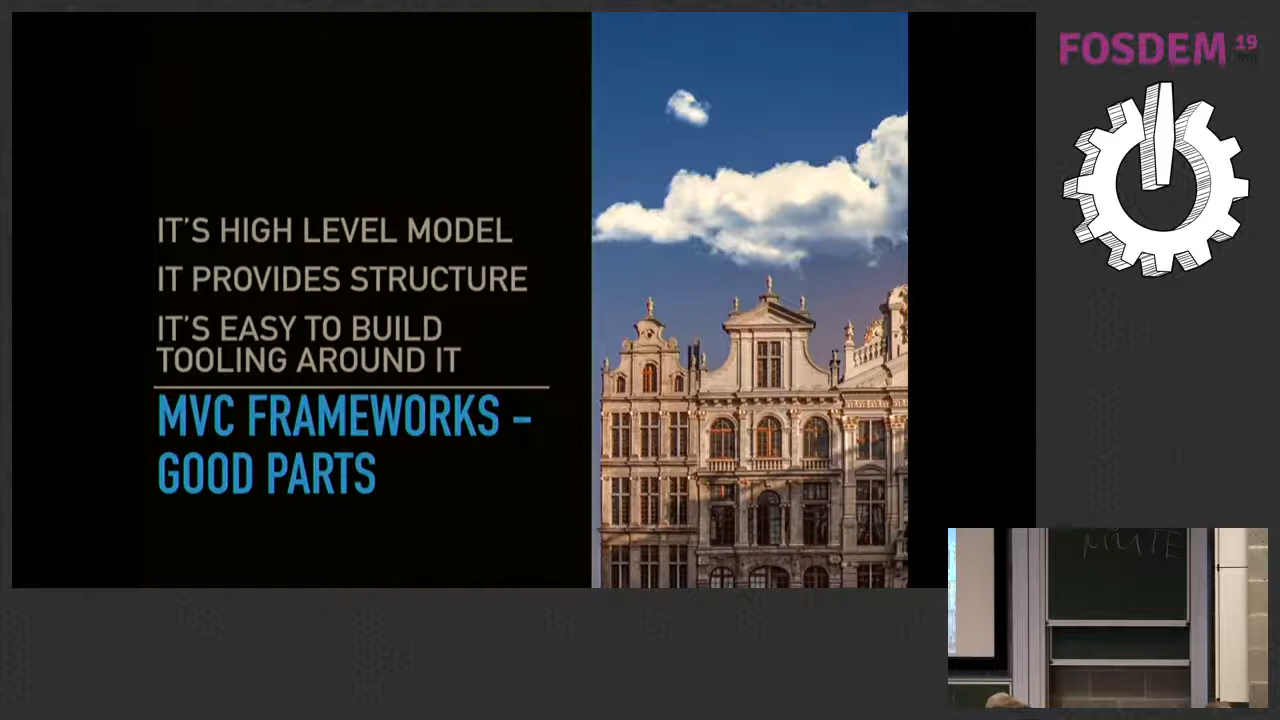 IT'S HIGH LEVEL MODEL
IT PROVIDES STRUCTURE
IT'S EASY TO BUILD
TOOLING AROUND IT
MVC FRAMEWORKS –
GOOD PARTS
FOSDEM 19
MUTE